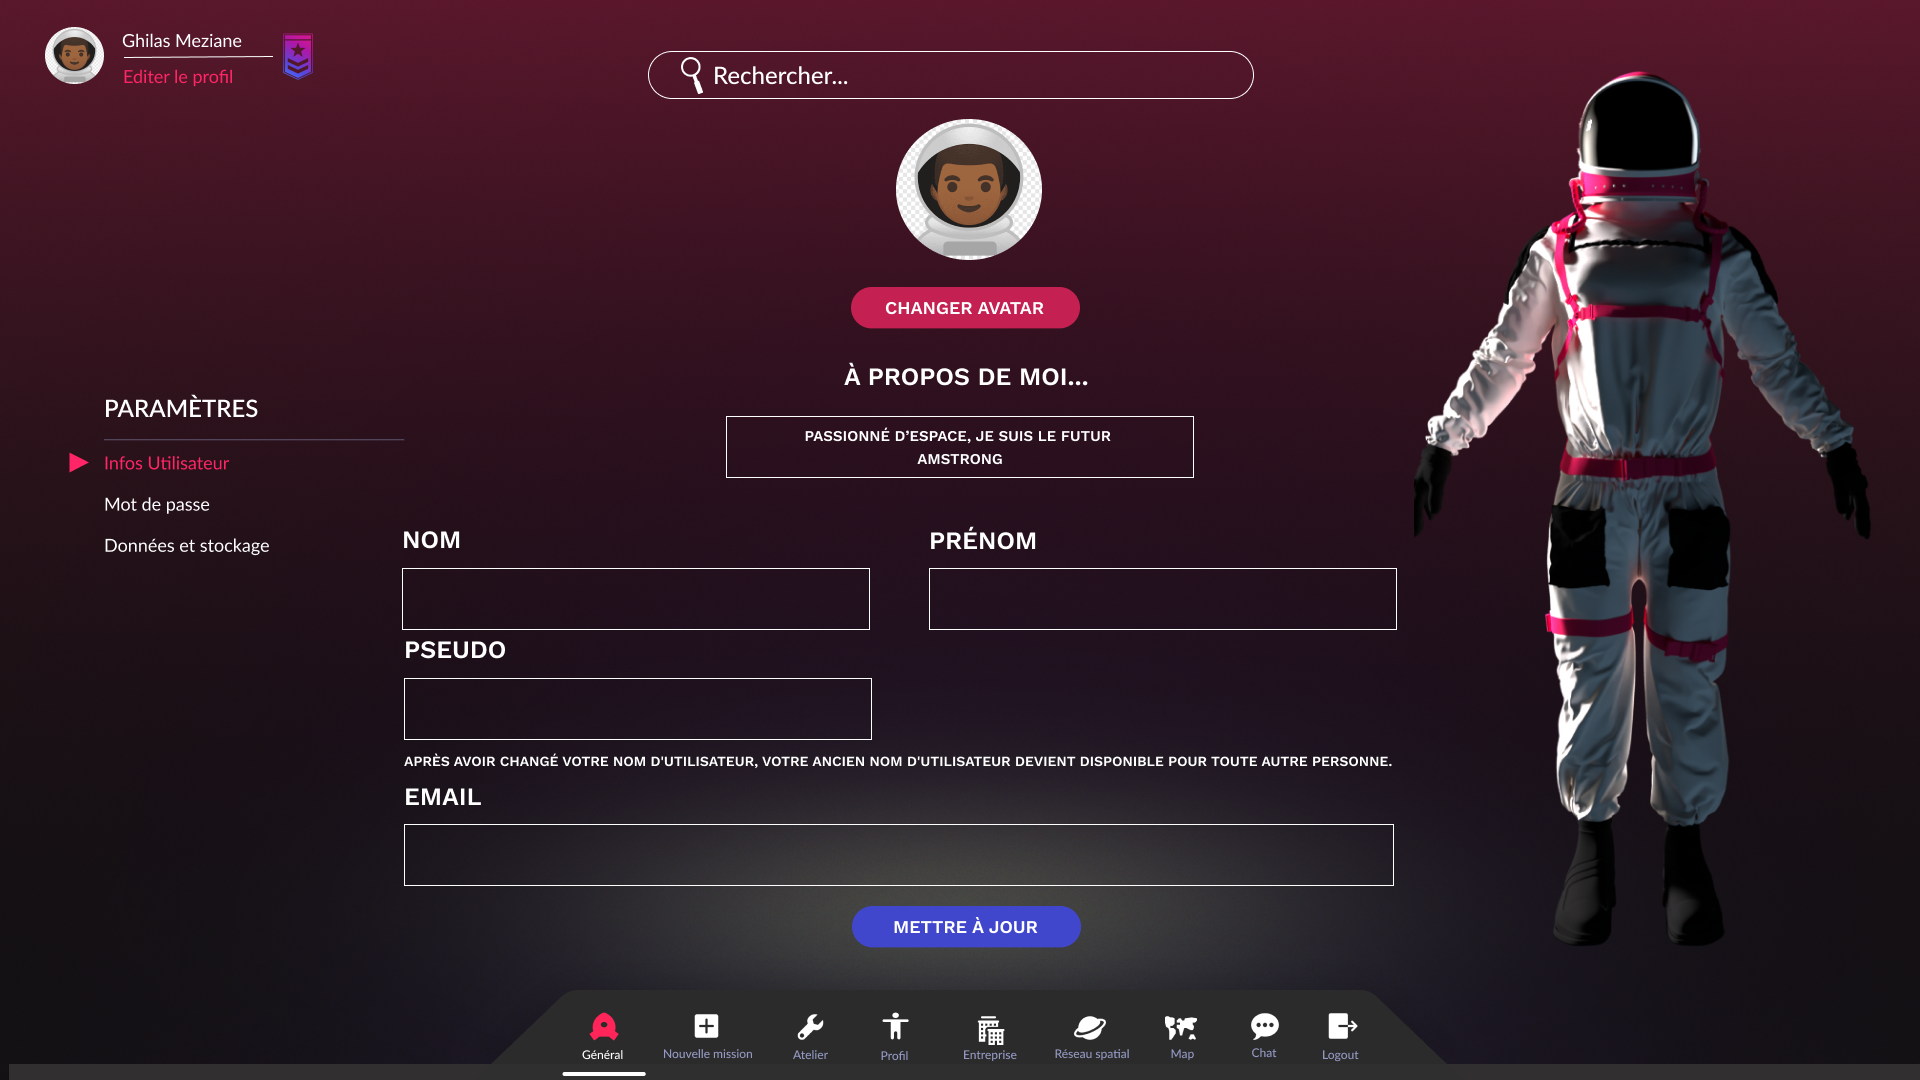 Ghilas Meziane
Editer le profil
Rechercher...
CHANGER AVATAR
À PROPOS DE MOI...
PASSIONNÉ D’ESPACE, JE SUIS LE FUTUR
AMSTRONG
PARAMÈTRES
Infos Utilisateur
Mot de passe
Données et stockage
NOM
PRÉNOM
PSEUDO
APRÈS AVOIR CHANGÉ VOTRE NOM D'UTILISATEUR, VOTRE ANCIEN NOM D'UTILISATEUR DEVIENT DISPONIBLE POUR TOUTE AUTRE PERSONNE.
EMAIL
METTRE À JOUR
Général
Nouvelle mission
Atelier
Profil
Entreprise
Réseau spatial
Map
Chat
Logout